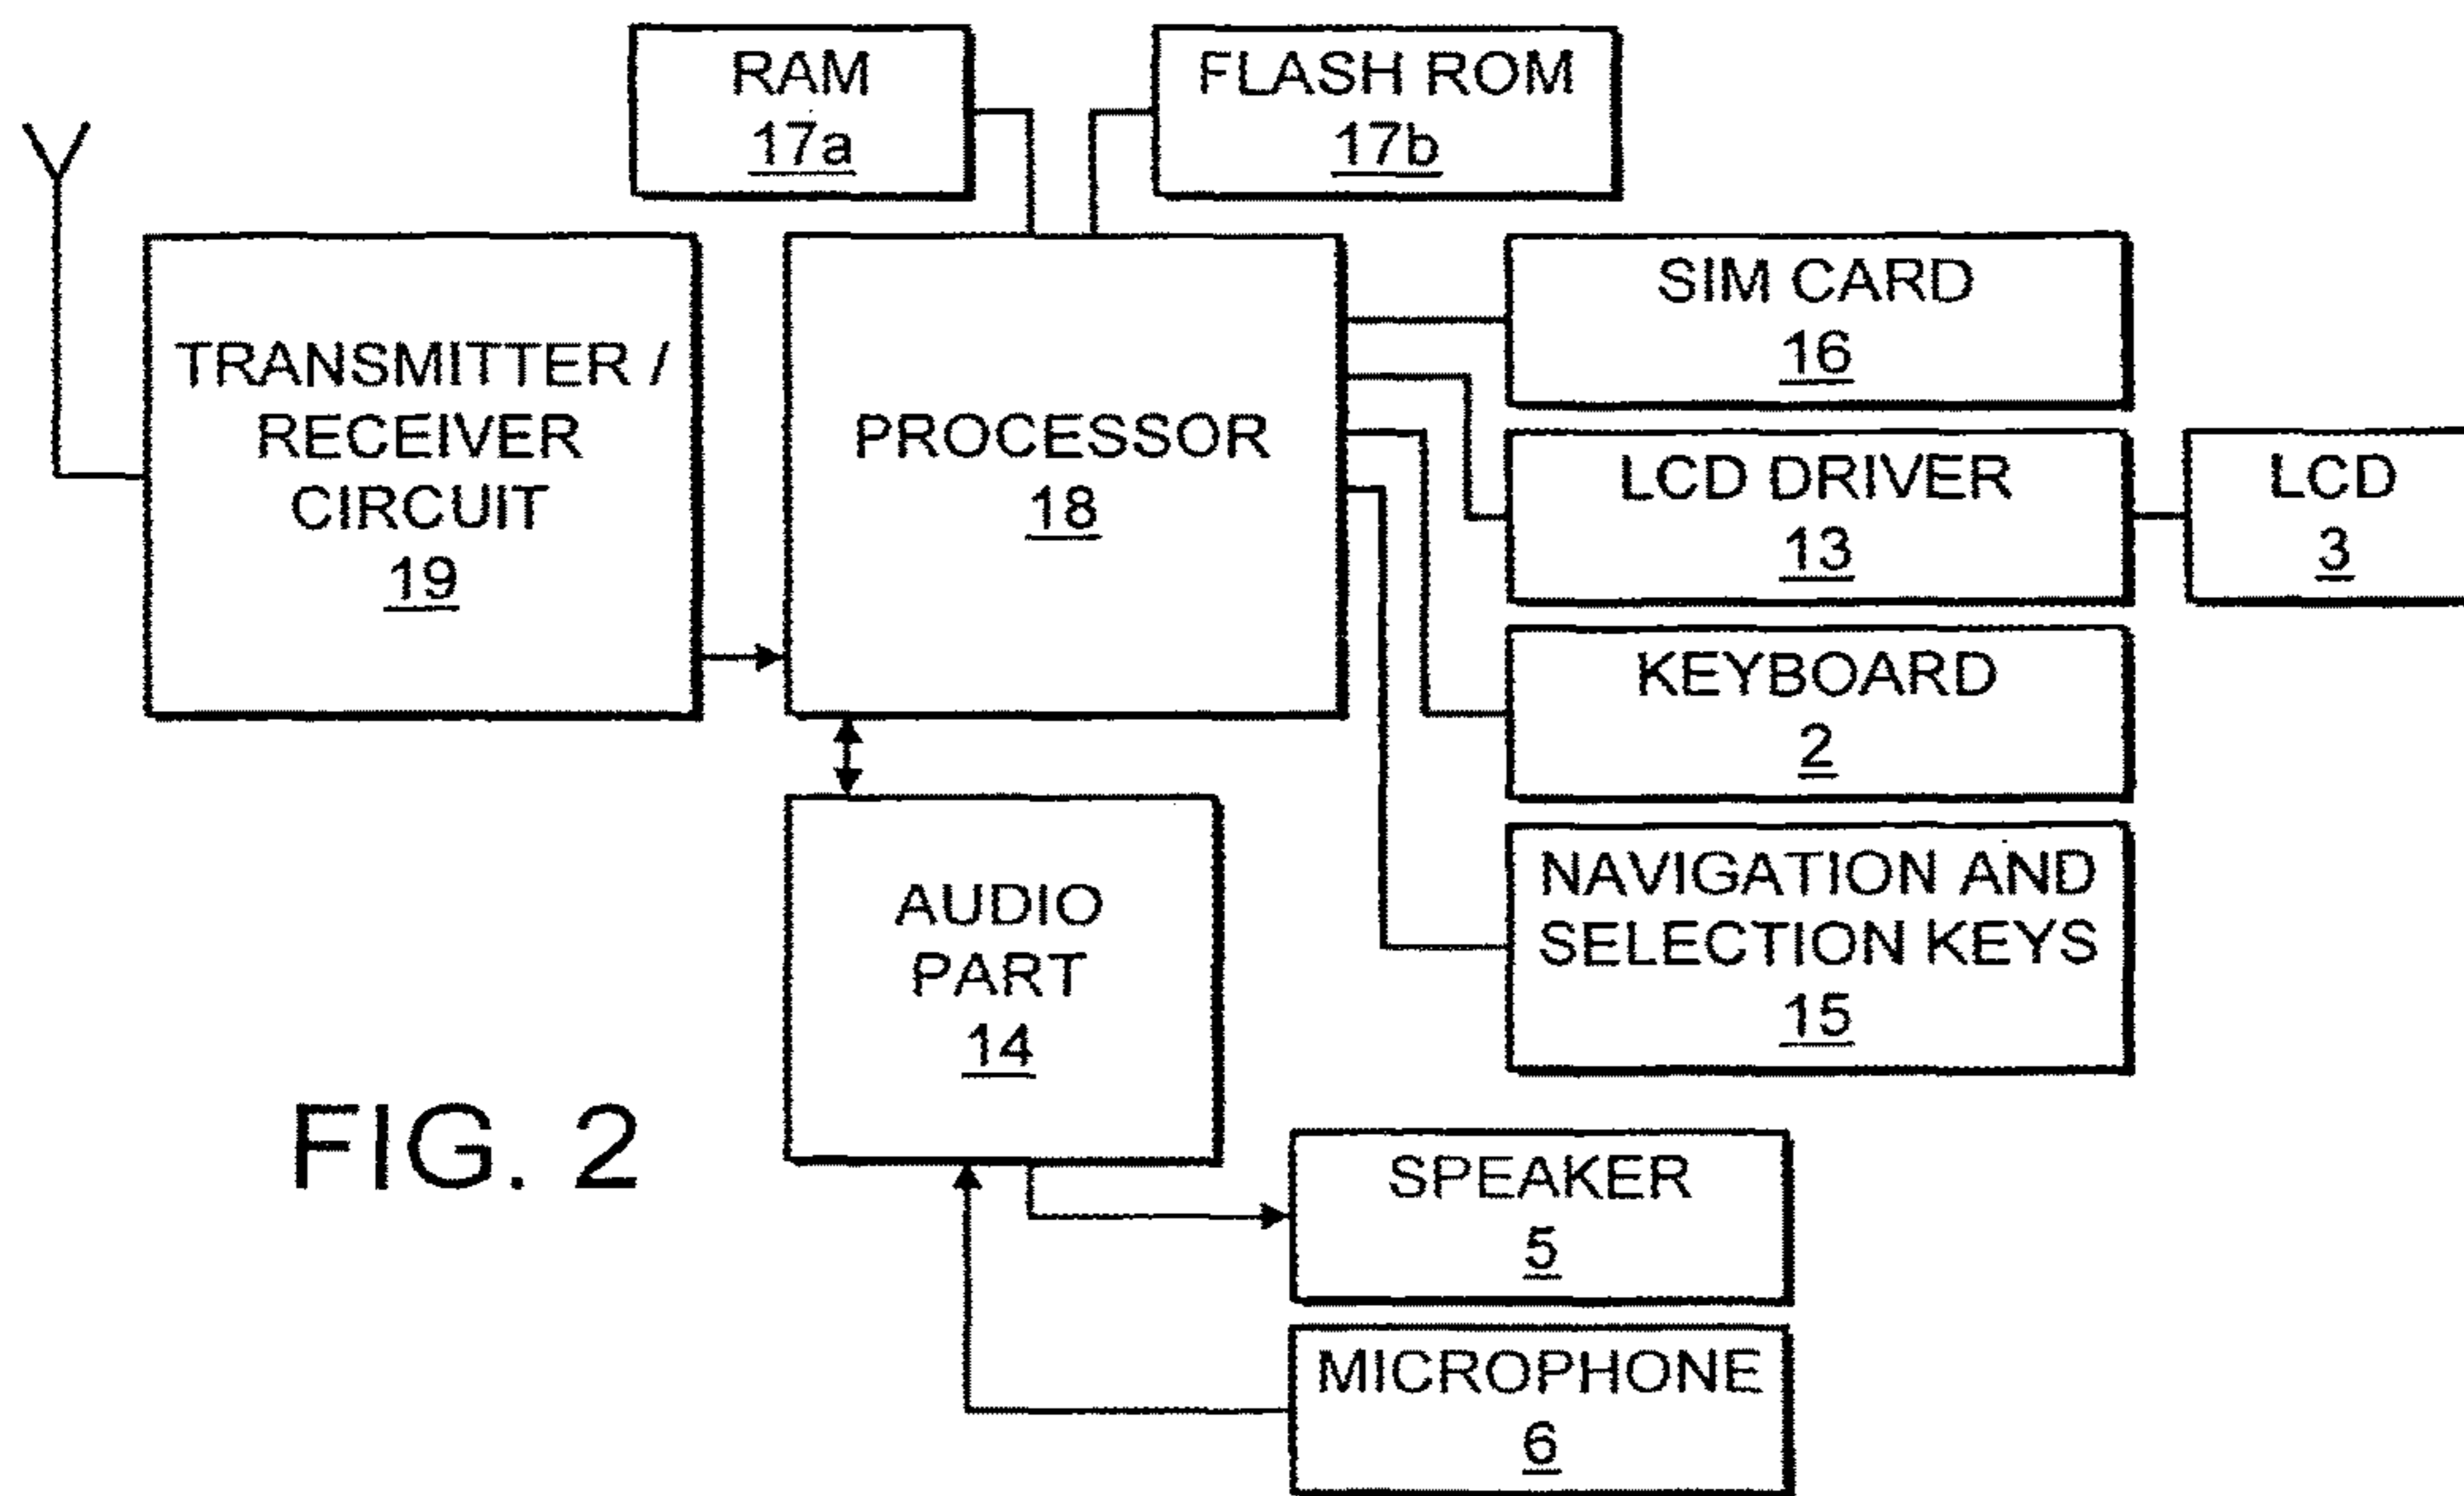 RAM
17a
FLASH ROM
17b
TRANSMITTER /
RECEIVER
CIRCUIT
19
PROCESSOR
18
SIM CARD
16
LCD DRIVER
13
LCD
3
KEYBOARD
2
NAVIGATION AND
SELECTION KEYS
15
AUDIO
PART
14
SPEAKER
5
MICROPHONE
6
FIG. 2